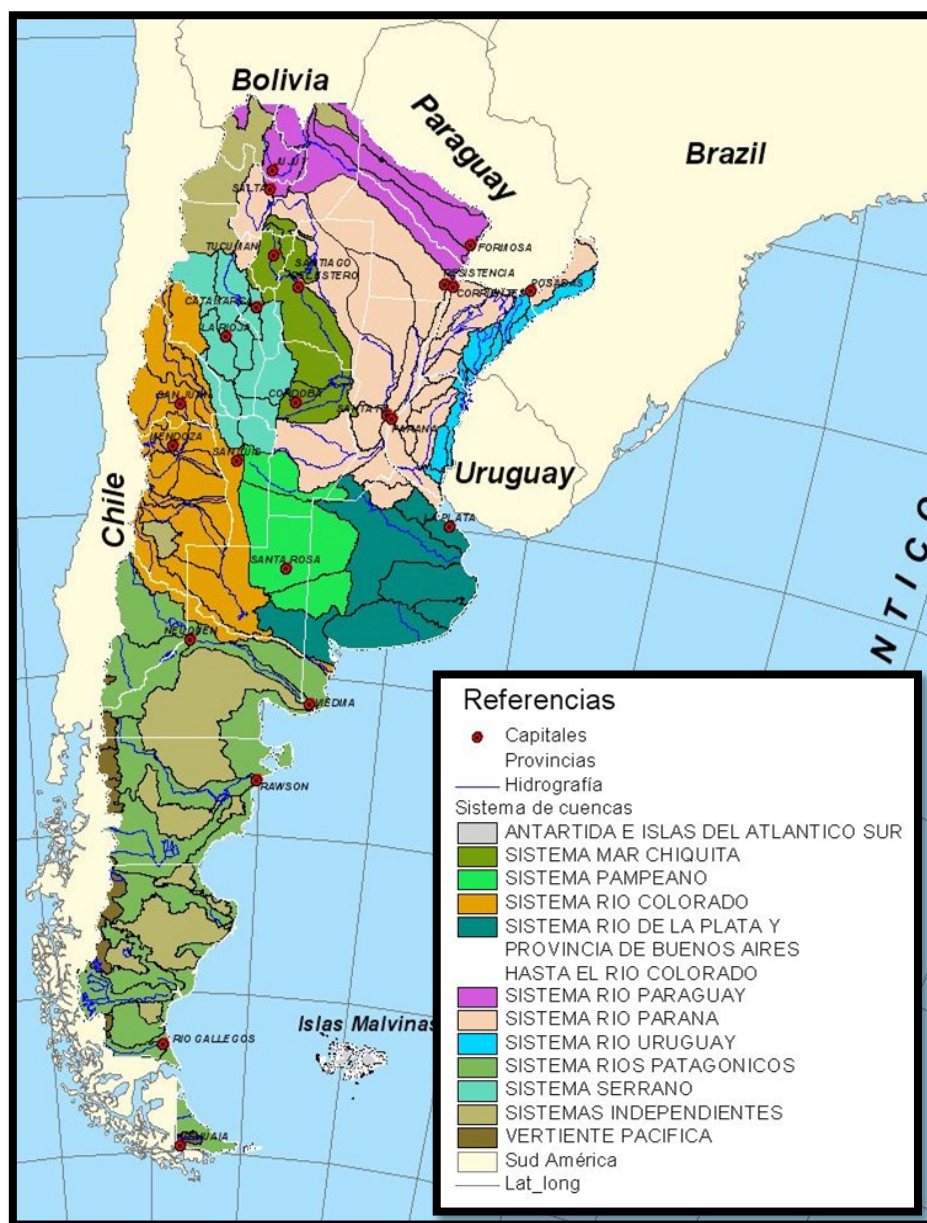 Bolivia
Paraguay
Brazil
JUJUY
SALTA
FORMOSA
TUCUMAN
SANTIAGO
RESISTENCIA
CORRIENTES
POSADAS
CATAMARCA
LA RIOJA
SAN JUAN
CORDOBA
SANTA FE
PARANA
MENDOZA
SAN LUIS
Uruguay
Chile
LA PLATA
SANTA ROSA
NEUQUEN
VIEDMA
RAWSON
NTICO
Islas Malvinas
RIO GALLEGOS
USHUAIA
Referencias
Capitales
Provincias
Hidrografía
Sistema de cuencas
ANTARTIDA E ISLAS DEL ATLANTICO SUR
SISTEMA MAR CHIQUITA
SISTEMA PAMPEANO
SISTEMA RIO COLORADO
SISTEMA RIO DE LA PLATA Y
PROVINCIA DE BUENOS AIRES
HASTA EL RIO COLORADO
SISTEMA RIO PARAGUAY
SISTEMA RIO PARANA
SISTEMA RIO URUGUAY
SISTEMA RIOS PATAGONICOS
SISTEMA SERRANO
SISTEMAS INDEPENDIENTES
VERTIENTE PACIFICA
Sud América
Lat_long